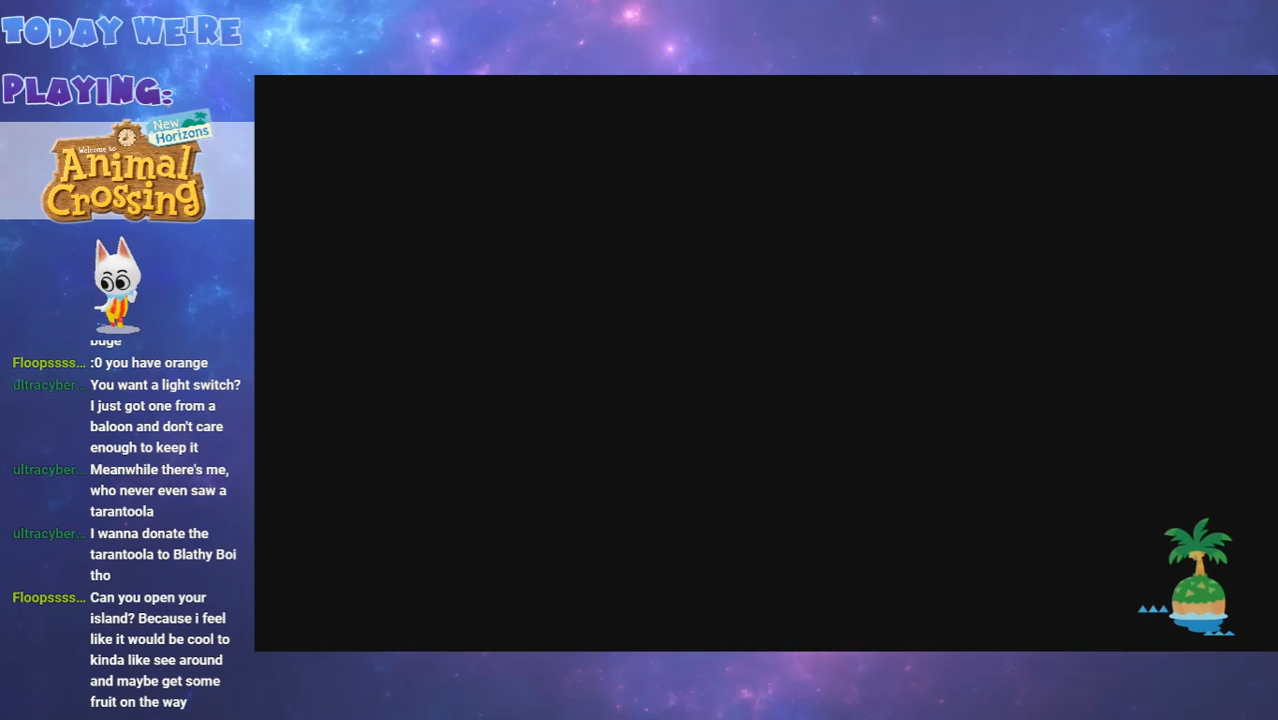 TODAY WE'RE
PLAYING:
New
Horizons
Welcome to
Animal
Crossing
Floopssss... :0 you have orange
ultracyber... You want a light switch?
I just got one from a
baloon and don't care
enough to keep it
ultracyber... Meanwhile there's me,
who never even saw a
tarantoola
ultracyber... I wanna donate the
tarantoola to Blathy Boi
tho
Floopssss... Can you open your
island? Because i feel
like it would be cool to
kinda like see around
and maybe get some
fruit on the way